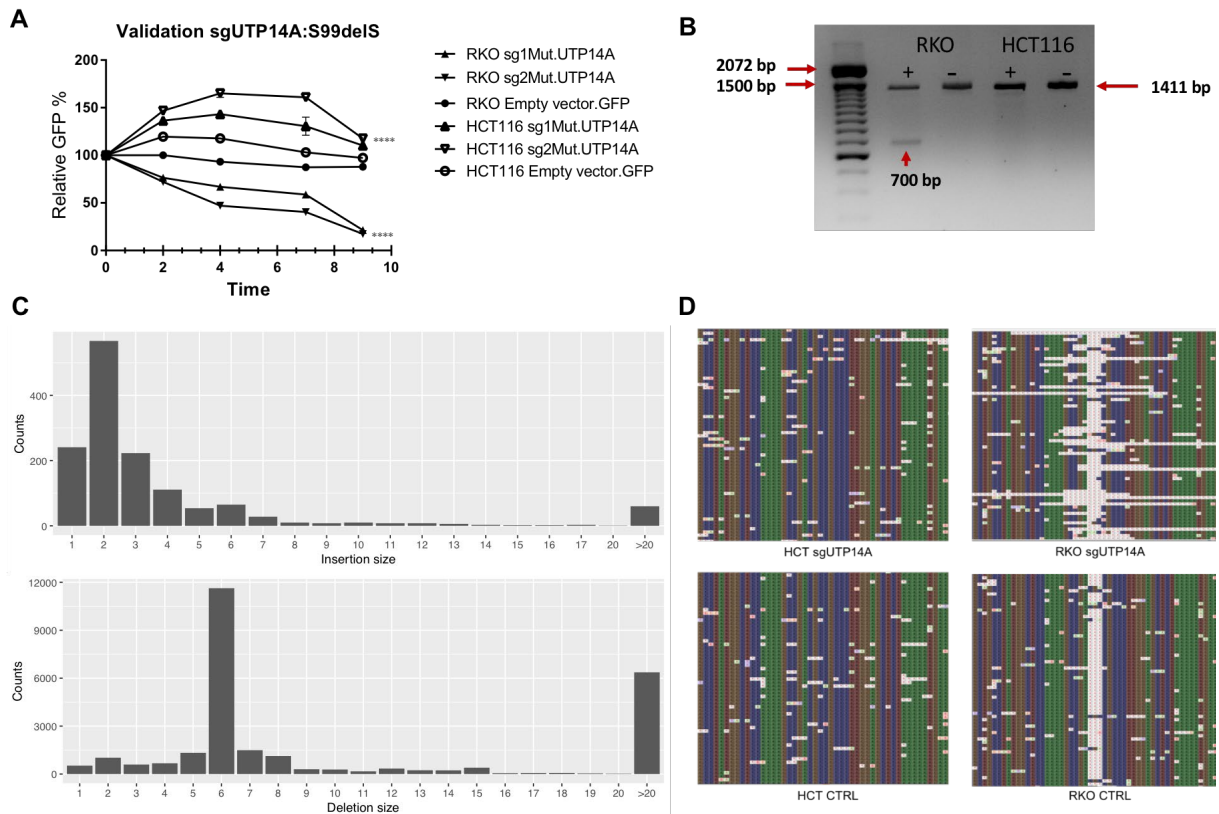 A
Validation sgUTP14A:S99delS
200
150
100
50
0
Relative GFP %
0 2 4 6 8 10
Time
****
****
RKO sg1Mut.UTP14A
RKO sg2Mut.UTP14A
RKO Empty vector.GFP
HCT116 sg1Mut.UTP14A
HCT116 sg2Mut.UTP14A
HCT116 Empty vector.GFP
B
RKO HCT116
+ − + −
2072 bp
1500 bp
1411 bp
700 bp
C
400
200
0
Counts
1 2 3 4 5 6 7 8 9 10 11 12 13 14 15 16 17 20 >20
Insertion size
12000
9000
6000
3000
0
Counts
1 2 3 4 5 6 7 8 9 10 11 12 13 14 15 16 17 18 19 20 >20
Deletion size
D
HCT sgUTP14A
RKO sgUTP14A
HCT CTRL
RKO CTRL